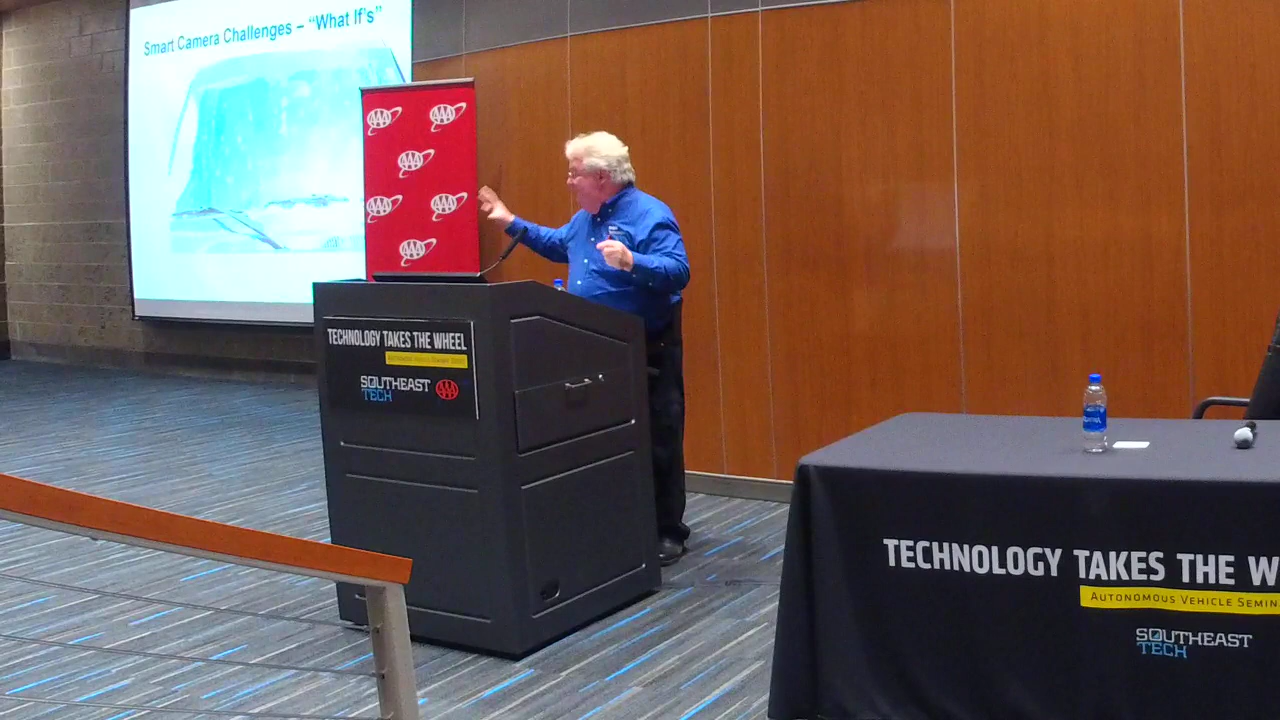 Smart Camera Challenges – “What If’s”
AAA
AAA
AAA
AAA
AAA
AAA
TECHNOLOGY TAKES THE WHEEL
SOUTHEAST
TECH
AAA
TECHNOLOGY TAKES THE W
AUTONOMOUS VEHICLE SEMIN
SOUTHEAST
TECH